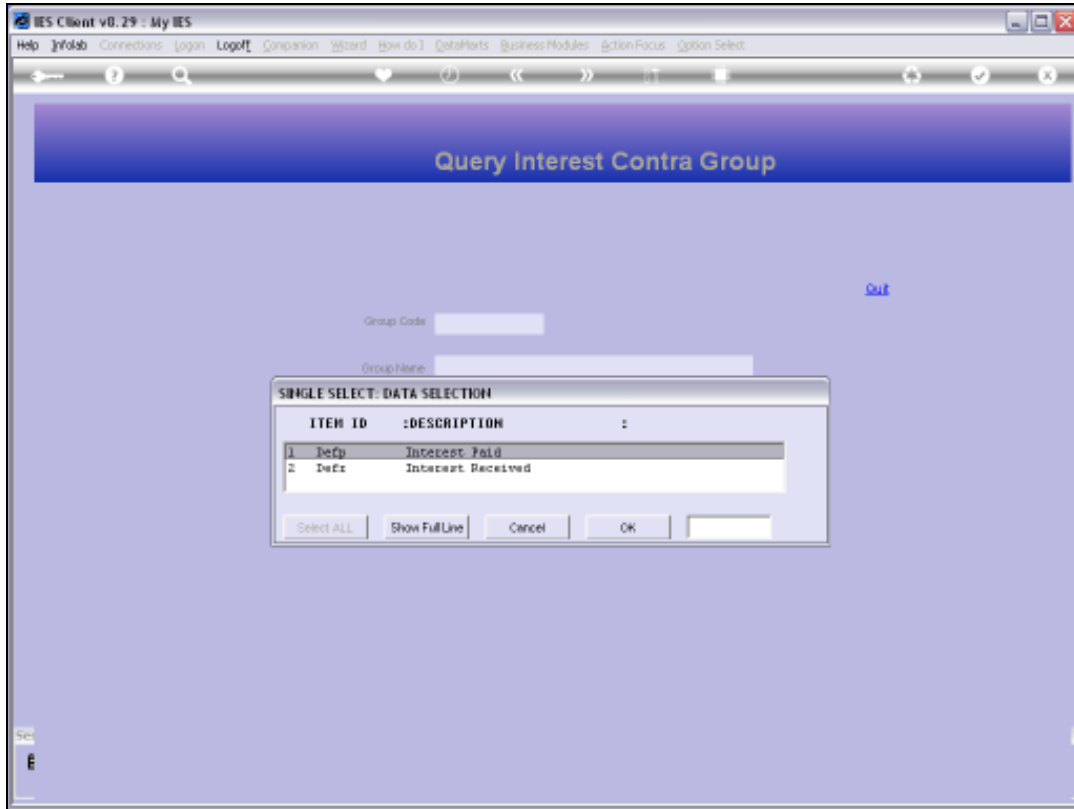 IES Client v8.29 : My IES
Help Infolab Connections Logon Logoff Companion Wizard How do I DataMarts Business Modules Action Focus Option Select
Query Interest Contra Group
Quit
Group Code
Group Name
SINGLE SELECT: DATA SELECTION
ITEM ID :DESCRIPTION :
1 Defp Interest Paid
2 Defr Interest Received
Select ALL Show Full Line Cancel OK